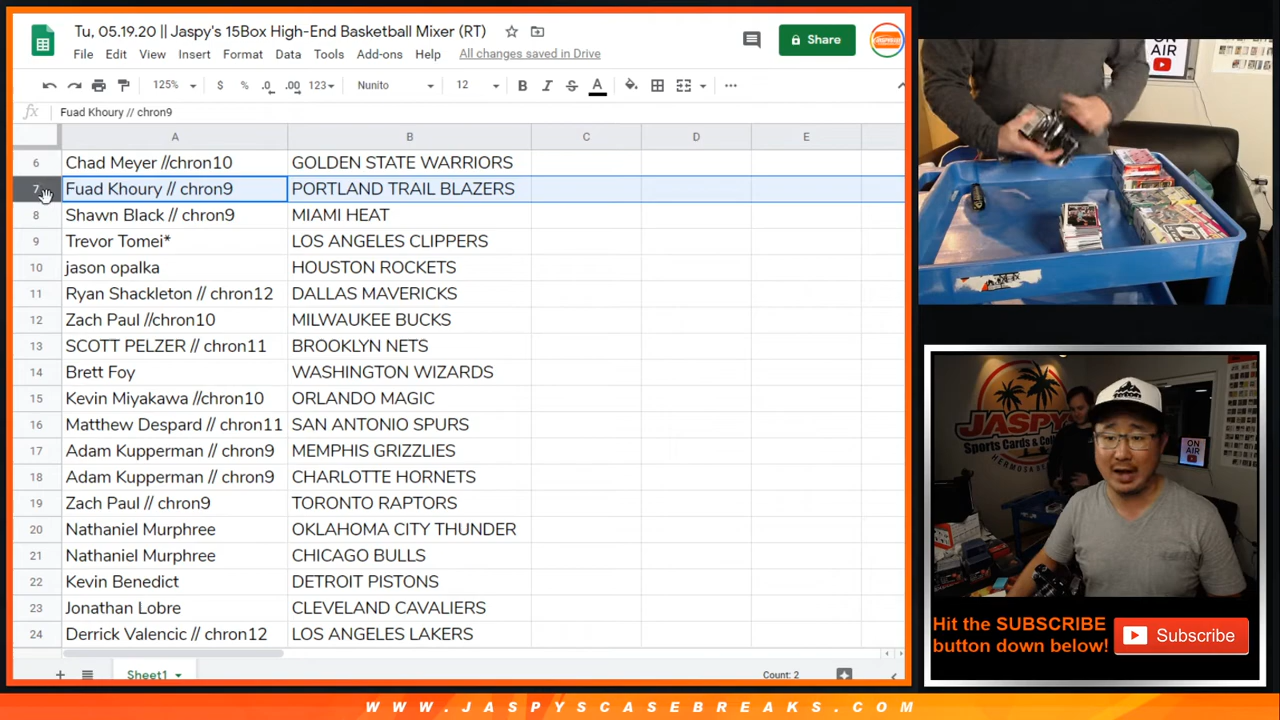 Tu, 05.19.20 || Jaspy's 15Box High-End Basketball Mixer (RT)
File Edit View Insert Format Data Tools Add-ons Help All changes saved in Drive
Share
125% $ % .0 .00 123 Nunito 12 B I S A
fx Fuad Khoury // chron9
A B C D E
6 Chad Meyer //chron10 GOLDEN STATE WARRIORS
7 Fuad Khoury // chron9 PORTLAND TRAIL BLAZERS
8 Shawn Black // chron9 MIAMI HEAT
9 Trevor Tomei* LOS ANGELES CLIPPERS
10 jason opalka HOUSTON ROCKETS
11 Ryan Shackleton // chron12 DALLAS MAVERICKS
12 Zach Paul //chron10 MILWAUKEE BUCKS
13 SCOTT PELZER // chron11 BROOKLYN NETS
14 Brett Foy WASHINGTON WIZARDS
15 Kevin Miyakawa //chron10 ORLANDO MAGIC
16 Matthew Despard // chron11 SAN ANTONIO SPURS
17 Adam Kupperman // chron9 MEMPHIS GRIZZLIES
18 Adam Kupperman // chron9 CHARLOTTE HORNETS
19 Zach Paul // chron9 TORONTO RAPTORS
20 Nathaniel Murphree OKLAHOMA CITY THUNDER
21 Nathaniel Murphree CHICAGO BULLS
22 Kevin Benedict DETROIT PISTONS
23 Jonathan Lobre CLEVELAND CAVALIERS
24 Derrick Valencic // chron12 LOS ANGELES LAKERS
Sheet1
Count: 2
ON
AIR
JASPY'S
Sports Cards &
HERMOSA
ON
AIR
Hit the SUBSCRIBE
button down below!
Subscribe
WWW.JASPYSCASEBREAKS.COM